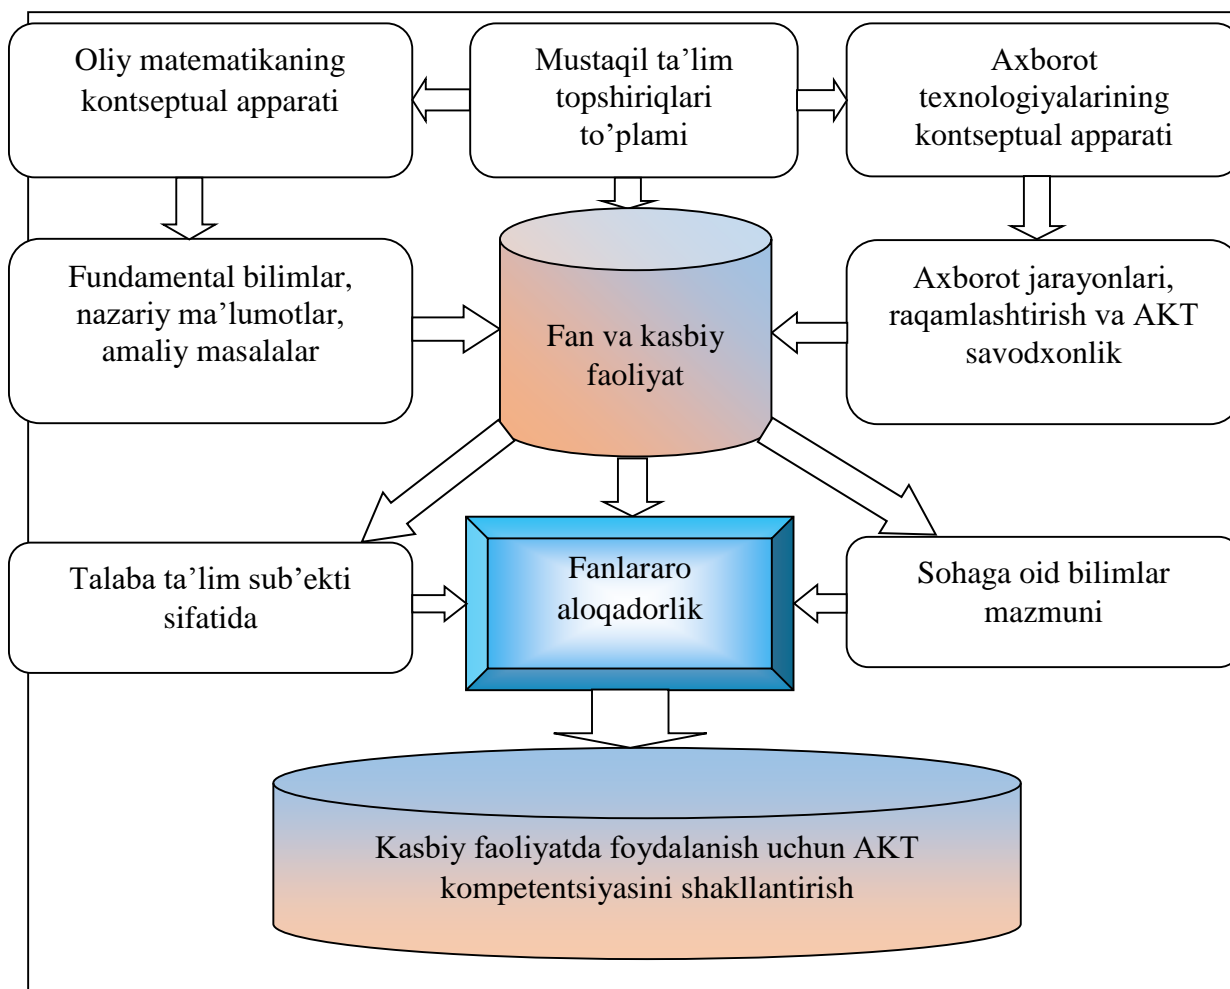 Oliy matematikaning
kontseptual apparati
Mustaqil ta’lim
topshiriqlari
to’plami
Axborot
texnologiyalarining
kontseptual apparati
Fundamental bilimlar,
nazariy ma’lumotlar,
amaliy masalalar
Fan va kasbiy
faoliyat
Axborot jarayonlari,
raqamlashtirish va AKT
savodxonlik
Talaba ta’lim sub’ekti
sifatida
Fanlararo
aloqadorlik
Sohaga oid bilimlar
mazmuni
Kasbiy faoliyatda foydalanish uchun AKT
kompetentsiyasini shakllantirish